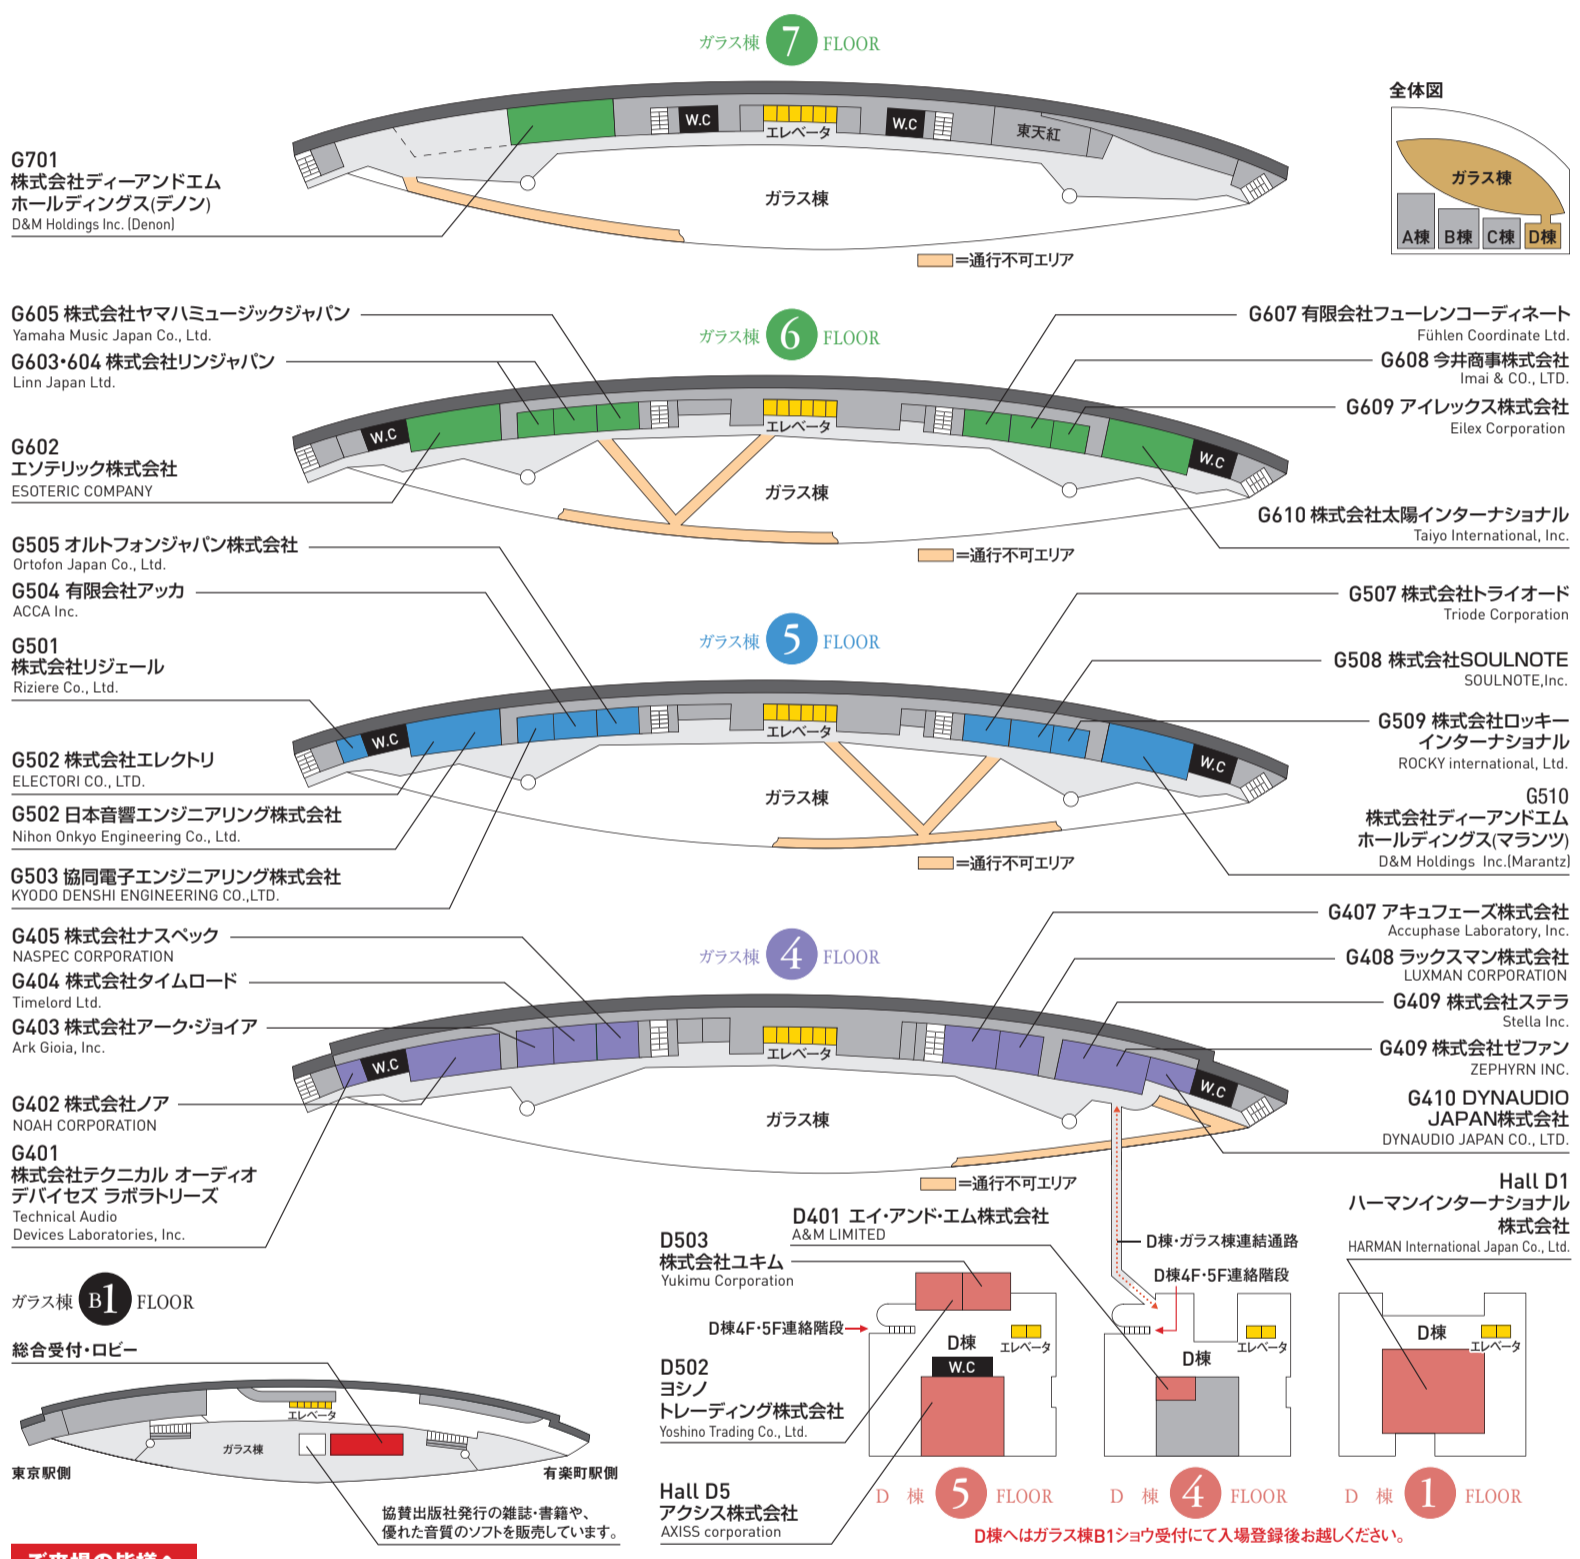 ガラス棟 7 FLOOR
W.C
エレベータ
W.C
東天紅
ガラス棟
G701
株式会社ディーアンドエム
ホールディングス(デノン)
D&M Holdings Inc. (Denon)
=通行不可エリア
全体図
ガラス棟
A棟 B棟 C棟 D棟
ガラス棟 6 FLOOR
G605 株式会社ヤマハミュージックジャパン
Yamaha Music Japan Co., Ltd.
G603・604 株式会社リンジャパン
Linn Japan Ltd.
G602
エソテリック株式会社
ESOTERIC COMPANY
W.C
エレベータ
W.C
ガラス棟
=通行不可エリア
G607 有限会社フューレンコーディネート
Fühlen Coordinate Ltd.
G608 今井商事株式会社
Imai & CO., LTD.
G609 アイレックス株式会社
Eilex Corporation
G610 株式会社太陽インターナショナル
Taiyo International, Inc.
ガラス棟 5 FLOOR
G505 オルトフォンジャパン株式会社
Ortofon Japan Co., Ltd.
G504 有限会社アッカ
ACCA Inc.
G501
株式会社リジェール
Riziere Co., Ltd.
G502 株式会社エレクトリ
ELECTORI CO., LTD.
G502 日本音響エンジニアリング株式会社
Nihon Onkyo Engineering Co., Ltd.
G503 協同電子エンジニアリング株式会社
KYODO DENSHI ENGINEERING CO.,LTD.
W.C
エレベータ
W.C
ガラス棟
=通行不可エリア
G507 株式会社トライオード
Triode Corporation
G508 株式会社SOULNOTE
SOULNOTE,Inc.
G509 株式会社ロッキー
インターナショナル
ROCKY international, Ltd.
G510
株式会社ディーアンドエム
ホールディングス(マランツ)
D&M Holdings Inc.(Marantz)
ガラス棟 4 FLOOR
G405 株式会社ナスペック
NASPEC CORPORATION
G404 株式会社タイムロード
Timelord Ltd.
G403 株式会社アーク・ジョイア
Ark Gioia, Inc.
G402 株式会社ノア
NOAH CORPORATION
G401
株式会社テクニカル オーディオ
デバイセズ ラボラトリーズ
Technical Audio
Devices Laboratories, Inc.
W.C
エレベータ
W.C
ガラス棟
=通行不可エリア
G407 アキュフェーズ株式会社
Accuphase Laboratory, Inc.
G408 ラックスマン株式会社
LUXMAN CORPORATION
G409 株式会社ステラ
Stella Inc.
G409 株式会社ゼファン
ZEPHYRN INC.
G410 DYNAUDIO
JAPAN株式会社
DYNAUDIO JAPAN CO., LTD.
ガラス棟 B1 FLOOR
総合受付・ロビー
エレベータ
ガラス棟
東京駅側
有楽町駅側
協賛出版社発行の雑誌・書籍や、
優れた音質のソフトを販売しています。
D503
株式会社ユキム
Yukimu Corporation
D棟4F・5F連絡階段
D502
ヨシノ
トレーディング株式会社
Yoshino Trading Co., Ltd.
Hall D5
アクシス株式会社
AXISS corporation
D棟
W.C
エレベータ
D 棟 5 FLOOR
D401 エイ・アンド・エム株式会社
A&M LIMITED
D棟・ガラス棟連結通路
D棟4F・5F連絡階段
D棟
エレベータ
D 棟 4 FLOOR
Hall D1
ハーマンインターナショナル
株式会社
HARMAN International Japan Co., Ltd.
D棟
エレベータ
D 棟 1 FLOOR
D棟へはガラス棟B1ショウ受付にて入場登録後お越しください。
ご来場の皆様へ